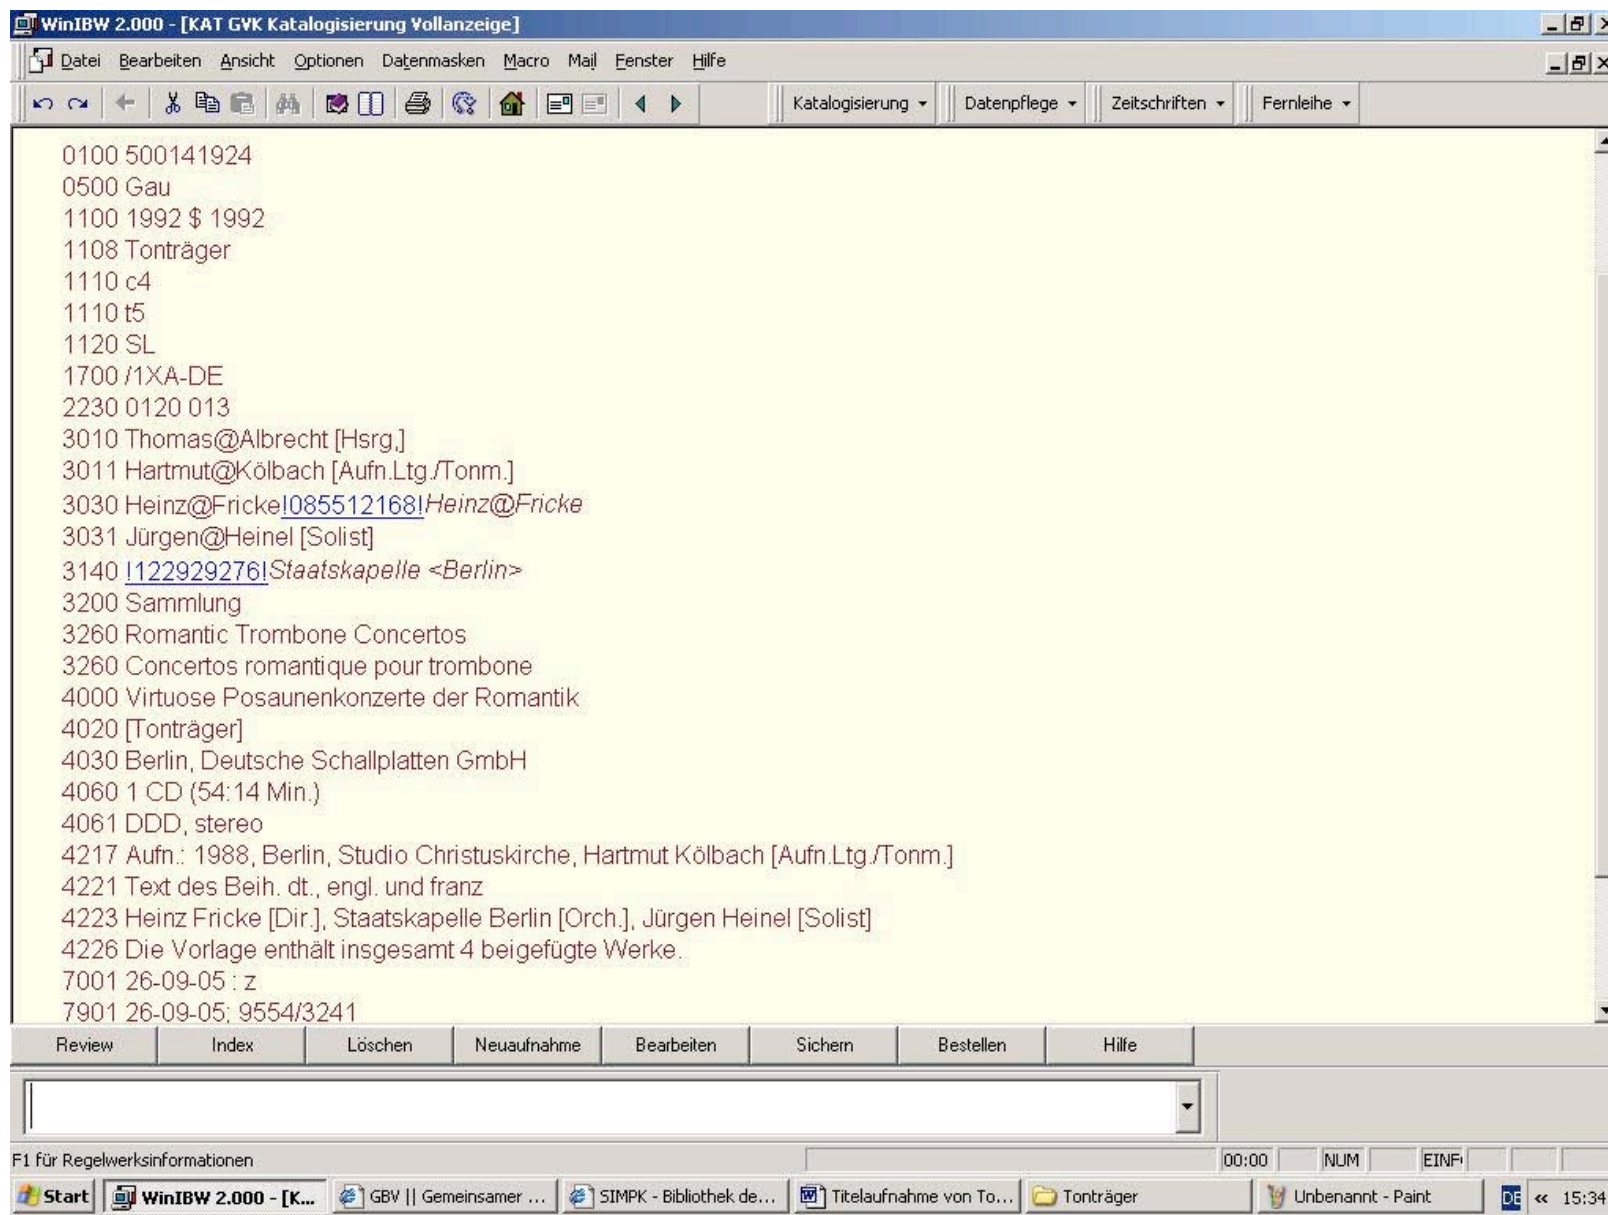 WinIBW 2.000 - [KAT GVK Katalogisierung Vollanzeige]
Datei Bearbeiten Ansicht Optionen Datenmasken Macro Mail Fenster Hilfe
Katalogisierung Datenpflege Zeitschriften Fernleihe
0100 500141924
0500 Gau
1100 1992 $ 1992
1108 Tonträger
1110 c4
1110 t5
1120 SL
1700 /1XA-DE
2230 0120 013
3010 Thomas@Albrecht [Hsrg,]
3011 Hartmut@Kölbach [Aufn.Ltg./Tonm.]
3030 Heinz@Fricke!085512168!Heinz@Fricke
3031 Jürgen@Heinel [Solist]
3140 !122929276!Staatskapelle <Berlin>
3200 Sammlung
3260 Romantic Trombone Concertos
3260 Concertos romantique pour trombone
4000 Virtuose Posaunenkonzerte der Romantik
4020 [Tonträger]
4030 Berlin, Deutsche Schallplatten GmbH
4060 1 CD (54:14 Min.)
4061 DDD, stereo
4217 Aufn.: 1988, Berlin, Studio Christuskirche, Hartmut Kölbach [Aufn.Ltg./Tonm.]
4221 Text des Beih. dt., engl. und franz
4223 Heinz Fricke [Dir.], Staatskapelle Berlin [Orch.], Jürgen Heinel [Solist]
4226 Die Vorlage enthält insgesamt 4 beigefügte Werke.
7001 26-09-05 : z
7901 26-09-05; 9554/3241
Review Index Löschen Neuaufnahme Bearbeiten Sichern Bestellen Hilfe
F1 für Regelwerksinformationen 00:00 NUM EINF
Start WinIBW 2.000 - [K... GBV || Gemeinsamer ... SIMPK - Bibliothek de... Titelaufnahme von To... Tonträger Unbenannt - Paint DE « 15:34